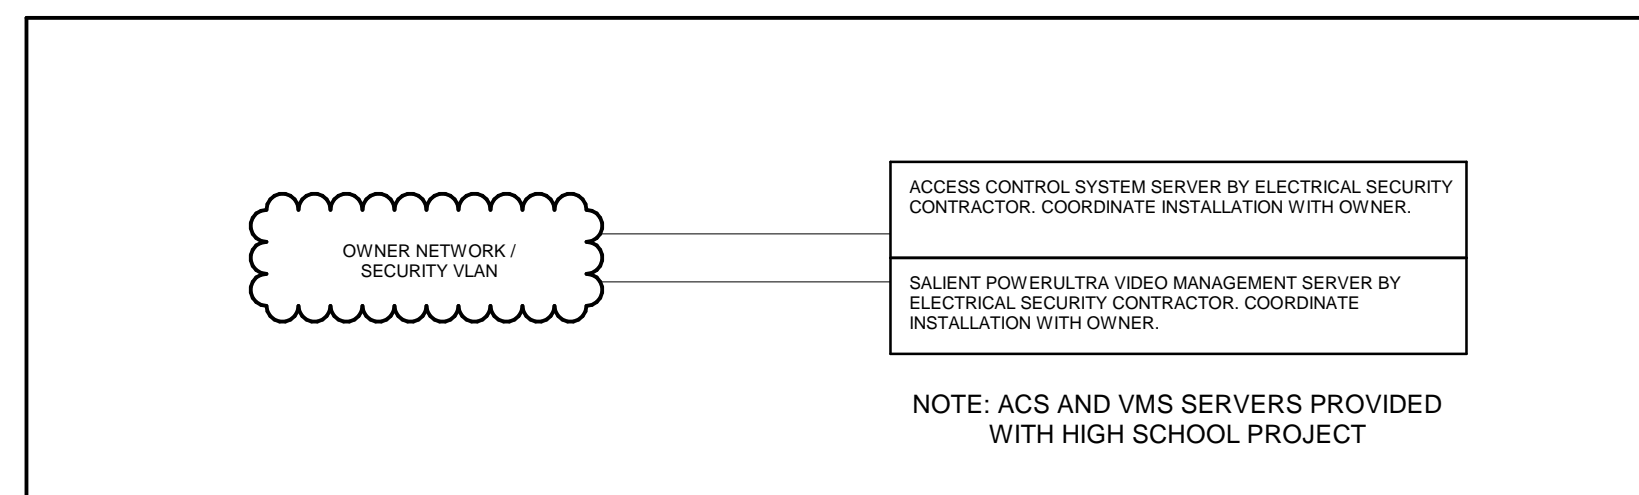 ACCESS CONTROL SYSTEM SERVER BY ELECTRICAL SECURITY
CONTRACTOR. COORDINATE INSTALLATION WITH OWNER.
OWNER NETWORK /
SECURITY VLAN
SALIENT POWERULTRA VIDEO MANAGEMENT SERVER BY
ELECTRICAL SECURITY CONTRACTOR. COORDINATE
INSTALLATION WITH OWNER.
NOTE: ACS AND VMS SERVERS PROVIDED
WITH HIGH SCHOOL PROJECT